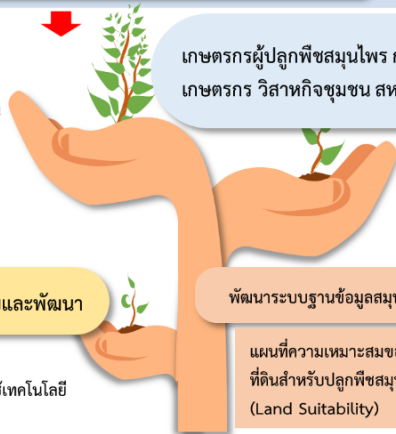 เกษตรกรผู้ปลูกพืชสมุนไพร
เกษตรกร วิสาหกิจชุมชน
และพัฒนา
พัฒนาระบบฐานข้อมูล
ช้เทคโนโลยี
แผนที่ความเหมาะสม
ที่ดินสำหรับปลูกพืช
(Land Suitability)